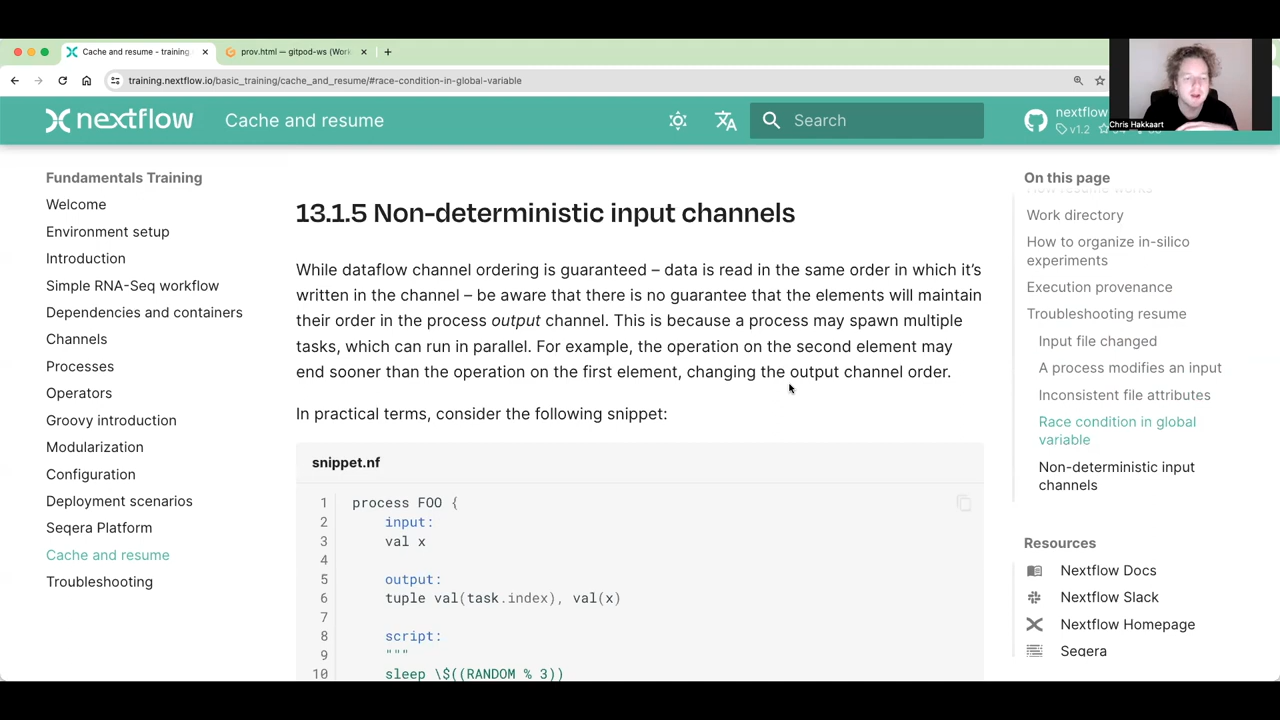 Cache and resume - training.
prov.html — gitpod-ws (Work
training.nextflow.io/basic_training/cache_and_resume/#race-condition-in-global-variable
nextflow
Cache and resume
Search
nextflow
v1.2
Chris Hakkaart
Fundamentals Training
Welcome
Environment setup
Introduction
Simple RNA-Seq workflow
Dependencies and containers
Channels
Processes
Operators
Groovy introduction
Modularization
Configuration
Deployment scenarios
Seqera Platform
Cache and resume
Troubleshooting
13.1.5 Non-deterministic input channels
While dataflow channel ordering is guaranteed – data is read in the same order in which it’s
written in the channel – be aware that there is no guarantee that the elements will maintain
their order in the process output channel. This is because a process may spawn multiple
tasks, which can run in parallel. For example, the operation on the second element may
end sooner than the operation on the first element, changing the output channel order.
In practical terms, consider the following snippet:
snippet.nf
1 process FOO {
2 input:
3 val x
4
5 output:
6 tuple val(task.index), val(x)
7
8 script:
9 """
10 sleep \$((RANDOM % 3))
On this page
How resume works
Work directory
How to organize in-silico
experiments
Execution provenance
Troubleshooting resume
Input file changed
A process modifies an input
Inconsistent file attributes
Race condition in global
variable
Non-deterministic input
channels
Resources
Nextflow Docs
Nextflow Slack
Nextflow Homepage
Seqera